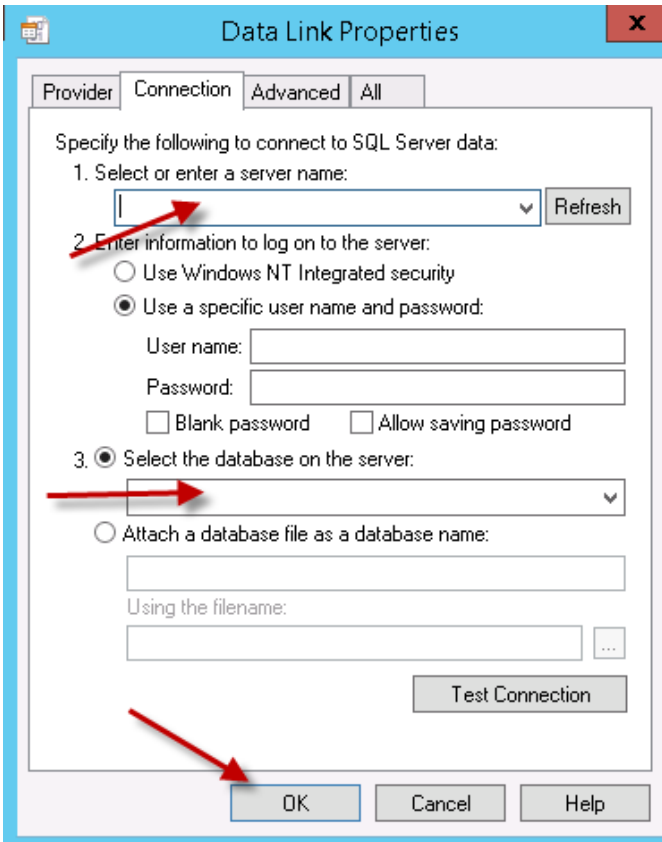 Data Link Properties
x
Provider Connection Advanced All
Specify the following to connect to SQL Server data:
1. Select or enter a server name:
Refresh
2. Enter information to log on to the server:
Use Windows NT Integrated security
Use a specific user name and password:
User name:
Password:
Blank password Allow saving password
3. Select the database on the server:
Attach a database file as a database name:
Using the filename:
...
Test Connection
OK Cancel Help